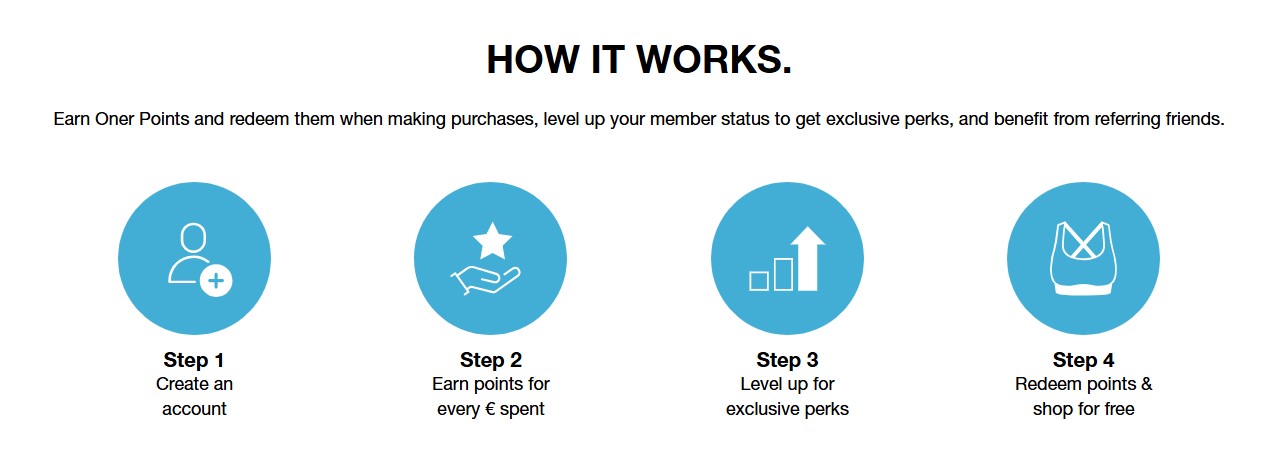 HOW IT WORKS.
Earn Oner Points and redeem them when making purchases, level up your member status to get exclusive perks, and benefit from referring friends.
Step 1
Create an
account
Step 2
Earn points for
every € spent
Step 3
Level up for
exclusive perks
Step 4
Redeem points &
shop for free